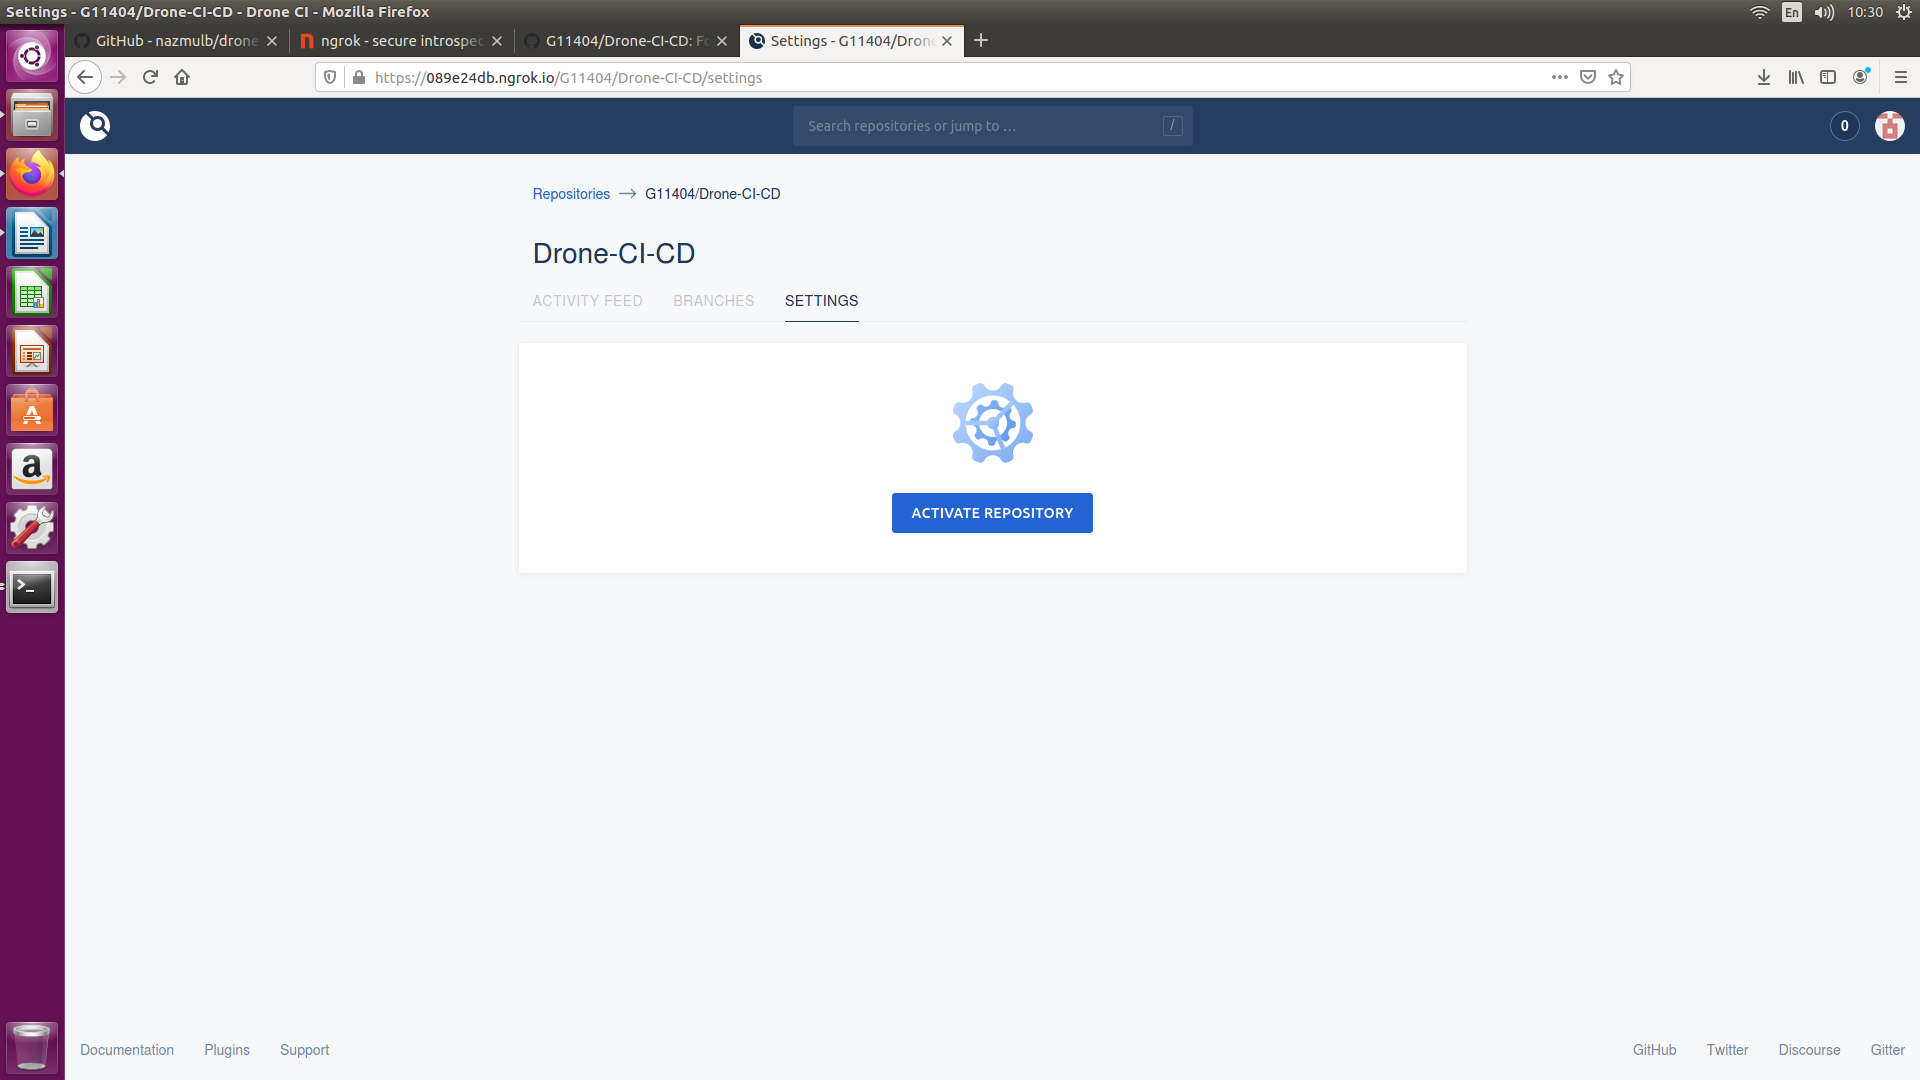 Settings - G11404/Drone-CI-CD - Drone CI - Mozilla Firefox
En
10:30
GitHub - nazmulb/drone
ngrok - secure introspec
G11404/Drone-CI-CD: Fo
Settings - G11404/Drone
https://089e24db.ngrok.io/G11404/Drone-CI-CD/settings
Search repositories or jump to …
/
0
Repositories → G11404/Drone-CI-CD
Drone-CI-CD
ACTIVITY FEED
BRANCHES
SETTINGS
ACTIVATE REPOSITORY
Documentation
Plugins
Support
GitHub
Twitter
Discourse
Gitter